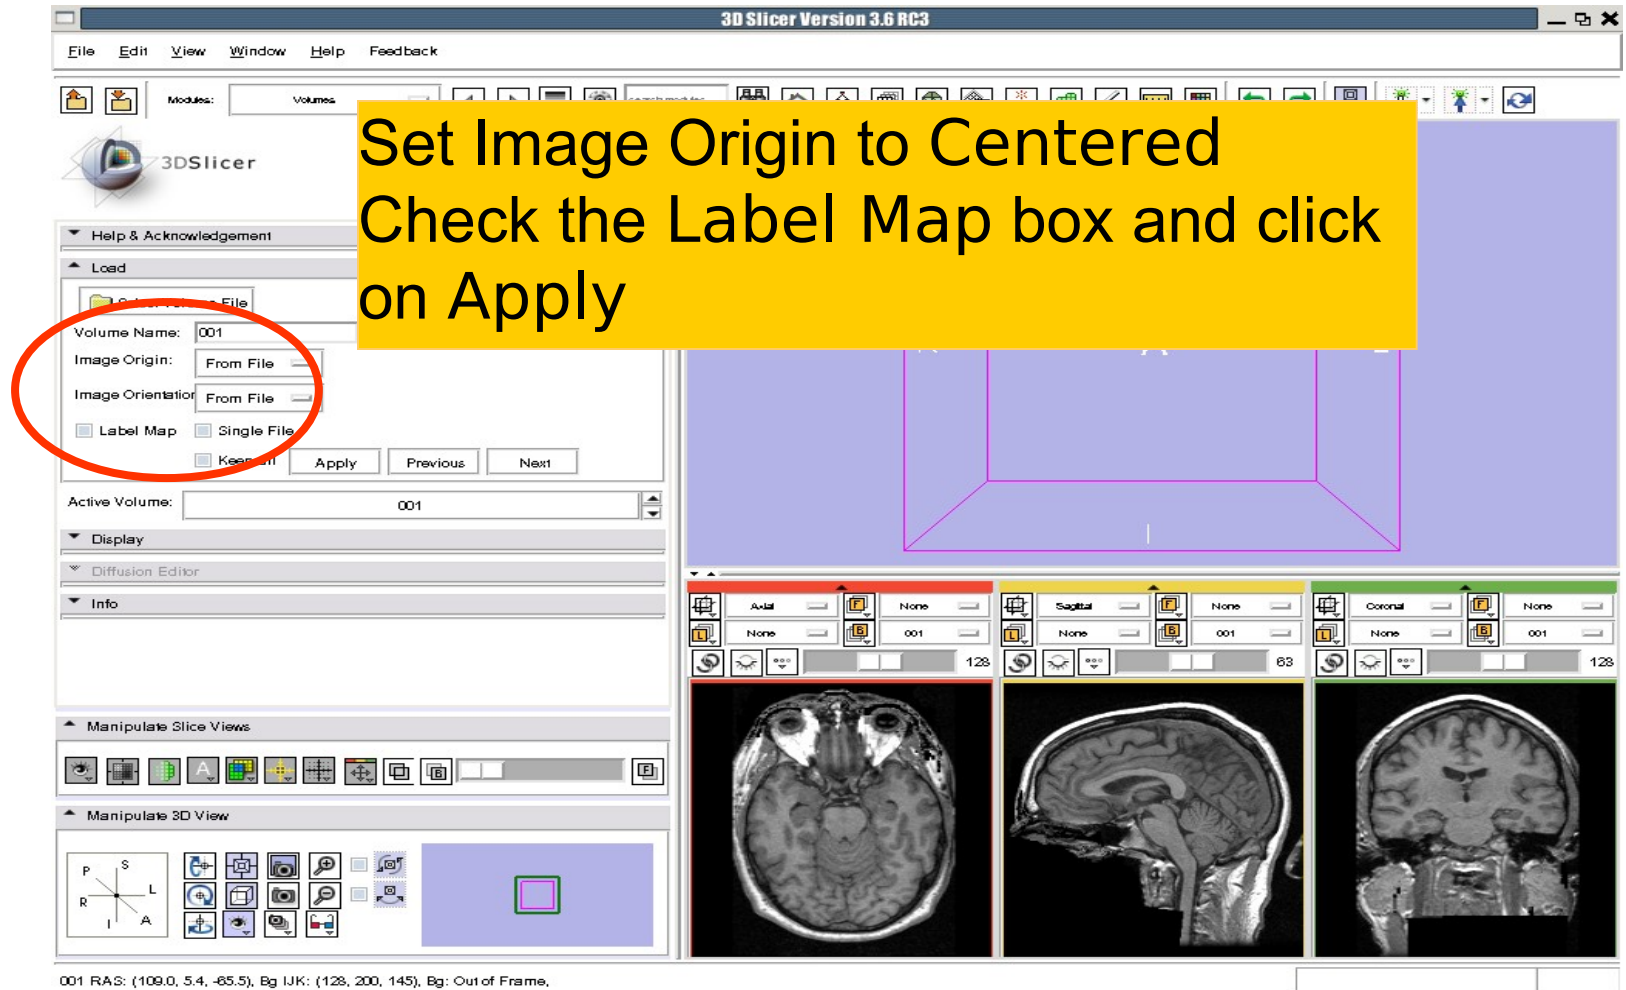 3D Slicer Version 3.6 RC3
File Edit View Window Help Feedback
Modules: Volumes
3DSlicer
Set Image Origin to Centered
Check the Label Map box and click
on Apply
Help & Acknowledgement
Load
File
Volume Name: 001
Image Origin: From File
Image Orientation From File
Label Map Single File
Apply Previous Next
Active Volume: 001
Display
Diffusion Editor
Info
Manipulate Slice Views
Manipulate 3D View
P S
R L
I A
I
Axial F None
L None B 001
128
Sagittal F None
L None B 001
63
Coronal F None
L None B 001
128
001 RAS: (109.0, 5.4, -65.5), Bg IJK: (128, 200, 145), Bg: Out of Frame,